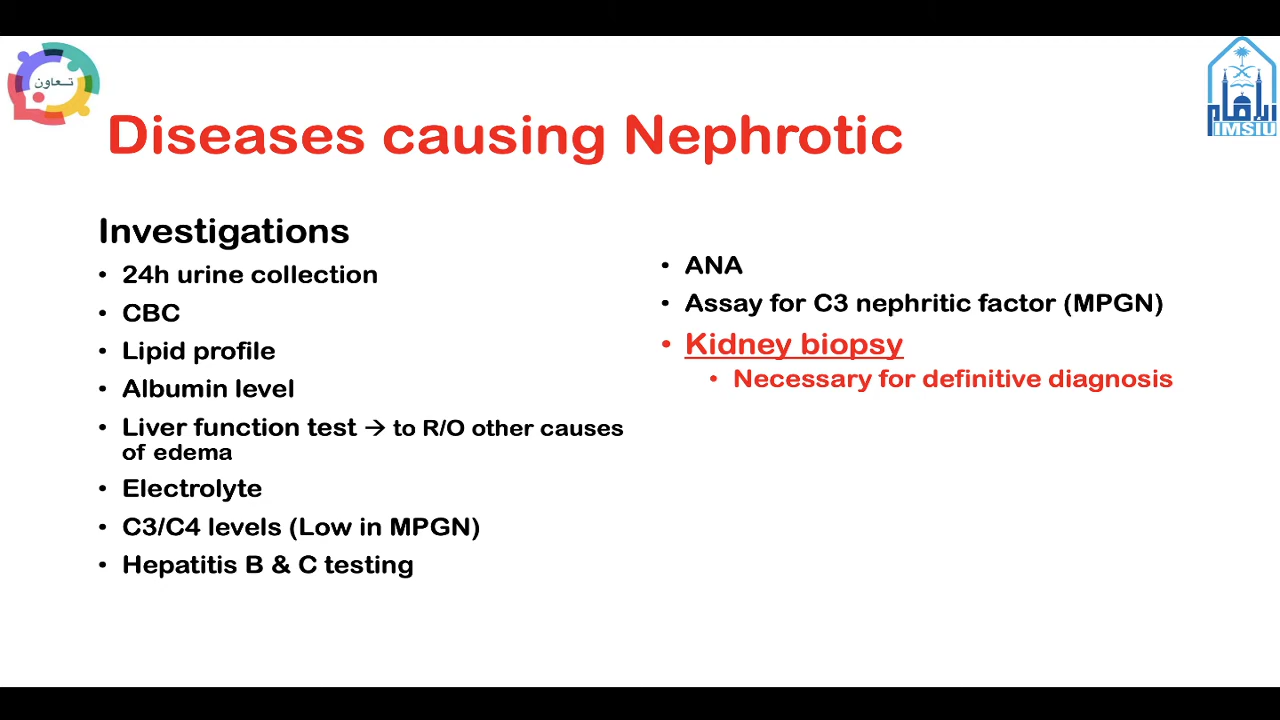 تـعاون
الإمام
IMSIU
Diseases causing Nephrotic
Investigations
• 24h urine collection
• CBC
• Lipid profile
• Albumin level
• Liver function test → to R/O other causes
of edema
• Electrolyte
• C3/C4 levels (Low in MPGN)
• Hepatitis B & C testing
• ANA
• Assay for C3 nephritic factor (MPGN)
• Kidney biopsy
• Necessary for definitive diagnosis